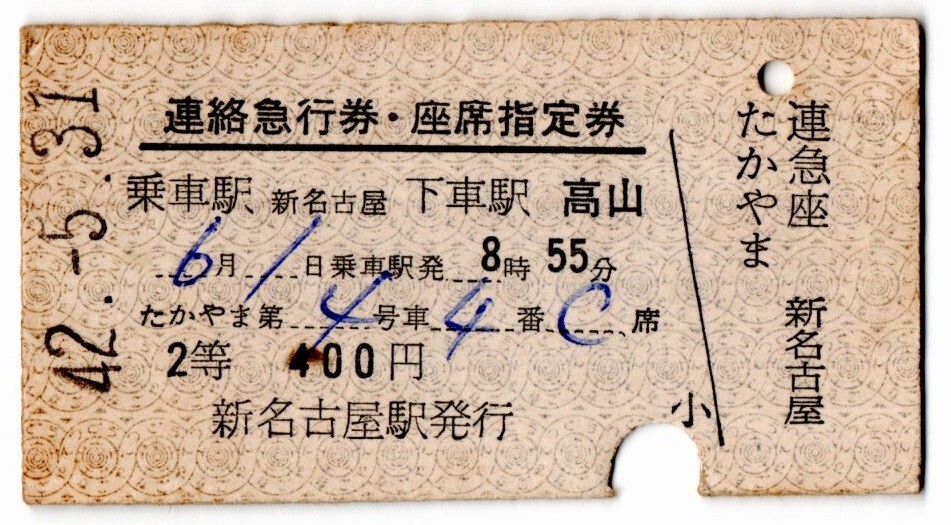 42.-5.31
連絡急行券・座席指定券
乗車駅、新名古屋 下車駅 高山
6月1日乗車駅発 8時55分
たかやま第4号車4番C席
2等 400円
新名古屋駅発行
小
連急座 新名古屋
たかやま